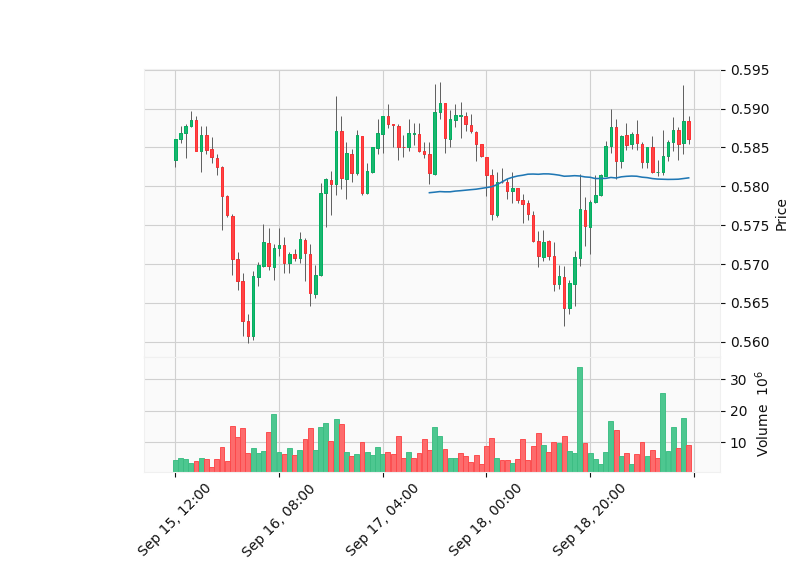 0.595
0.590
0.585
0.580
0.575
0.570
0.565
0.560
Price
30
20
10
Volume 10⁶
Sep 15, 12:00
Sep 16, 08:00
Sep 17, 04:00
Sep 18, 00:00
Sep 18, 20:00